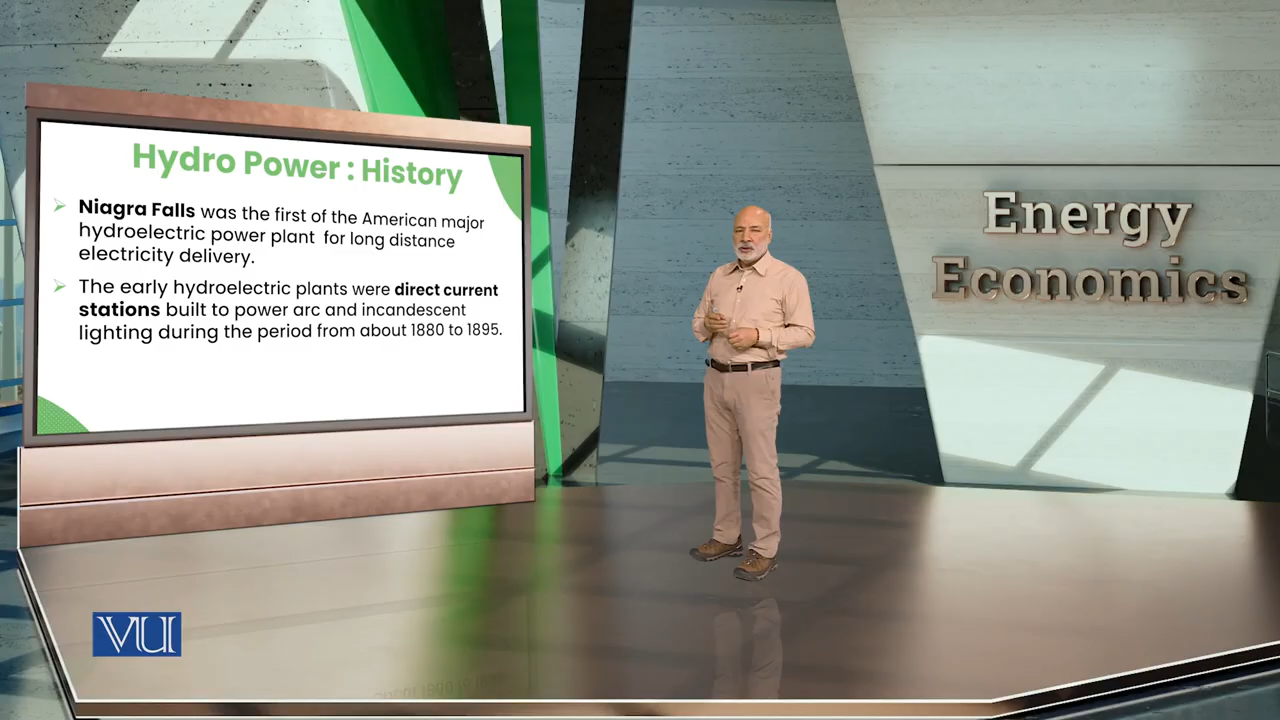 Hydro Power : History
Niagra Falls was the first of the American major
hydroelectric power plant for long distance
electricity delivery.
The early hydroelectric plants were direct current
stations built to power arc and incandescent
lighting during the period from about 1880 to 1895.
Energy
Economics
VU